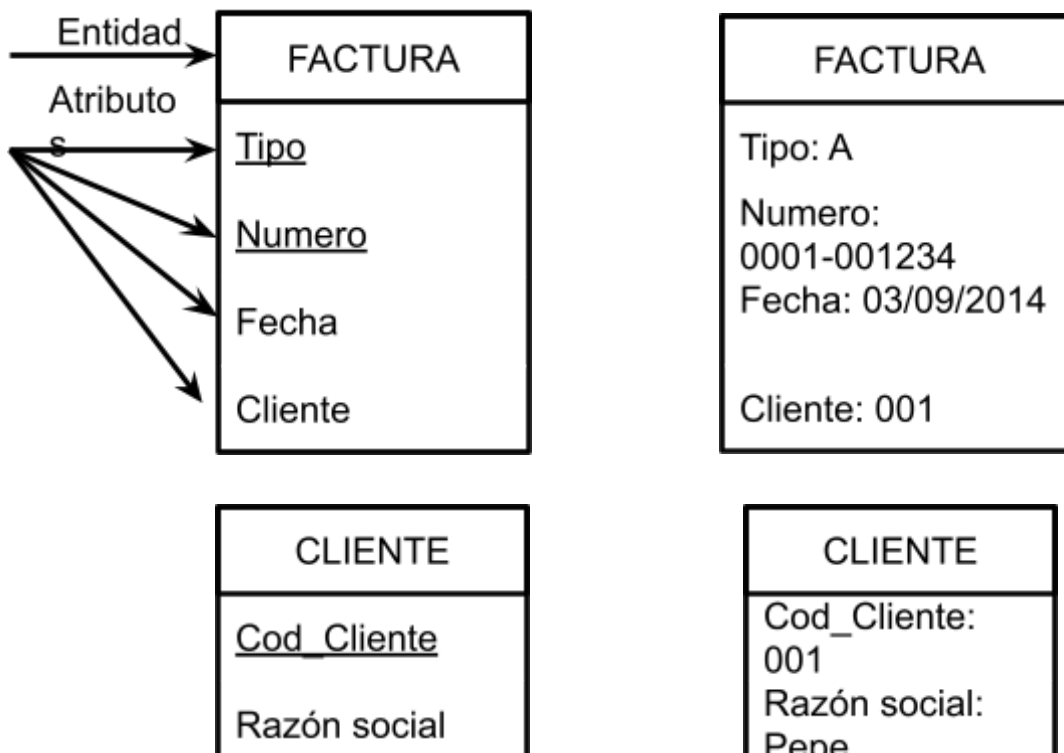 Entidad
Atributo
s
FACTURA
Tipo
Numero
Fecha
Cliente
FACTURA
Tipo: A
Numero:
0001-001234
Fecha: 03/09/2014
Cliente: 001
CLIENTE
Cod_Cliente
Razón social
CLIENTE
Cod_Cliente:
001
Razón social:
Pepe